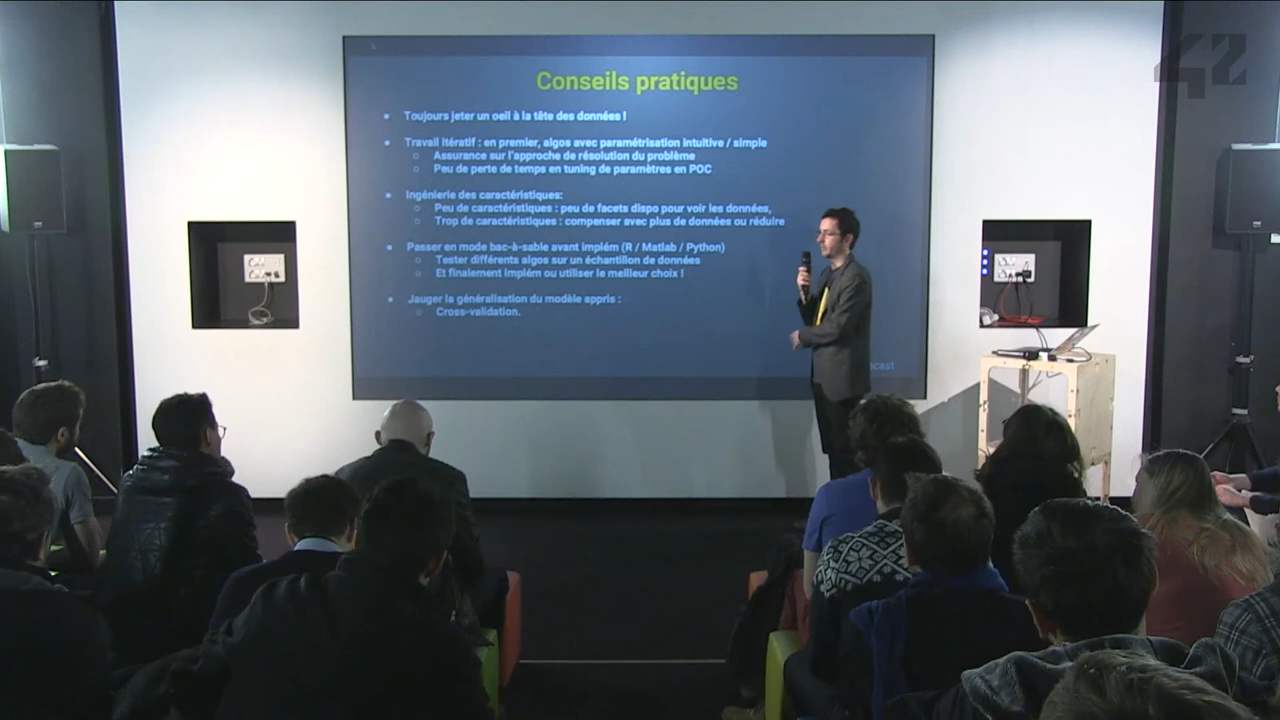 42
Conseils pratiques
● Toujours jeter un oeil à la tête des données !
● Travail itératif : en premier, algos avec paramétrisation intuitive / simple
○ Assurance sur l'approche de résolution du problème
○ Peu de perte de temps en tuning de paramètres en POC
● Ingénierie des caractéristiques:
○ Peu de caractéristiques : peu de facets dispo pour voir les données,
○ Trop de caractéristiques : compenser avec plus de données ou réduire
● Passer en mode bac-à-sable avant implém (R / Matlab / Python)
○ Tester différents algos sur un échantillon de données
○ Et finalement implém ou utiliser le meilleur choix !
● Jauger la généralisation du modèle appris :
○ Cross-validation.